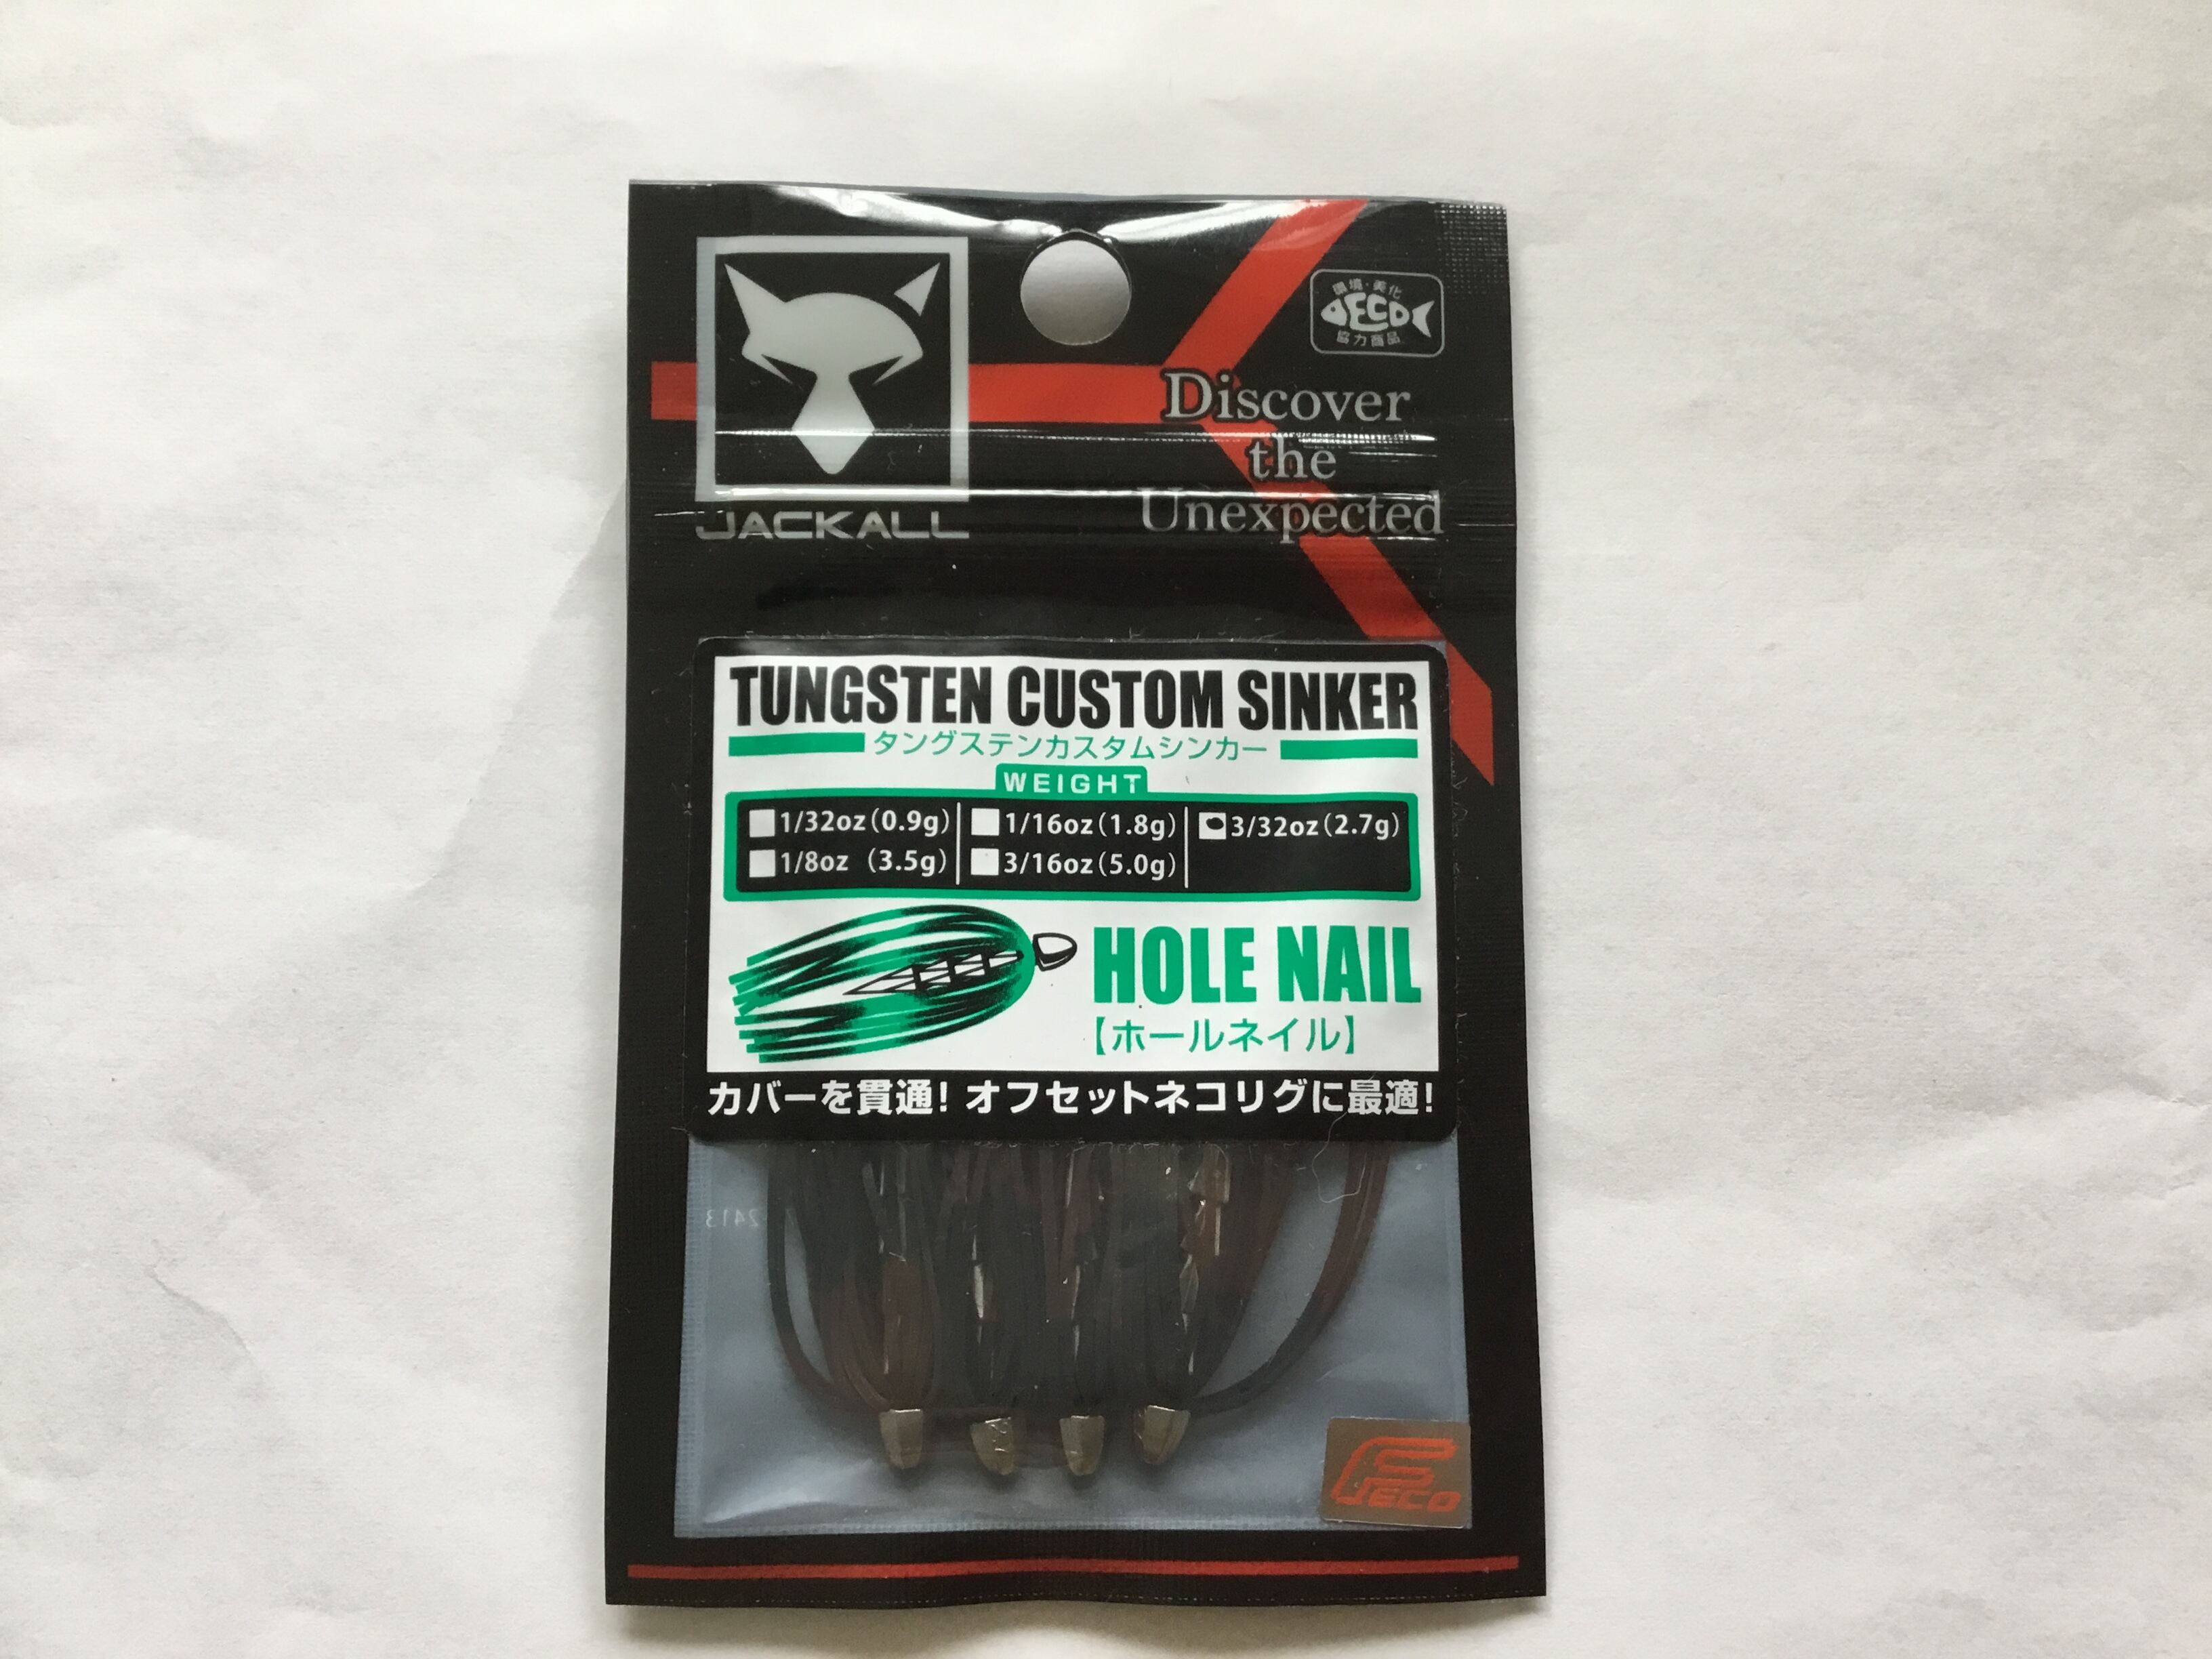 環境・美化
ECO
協力商品
Discover
the
Unexpected
JACKALL
TUNGSTEN CUSTOM SINKER
タングステンカスタムシンカー
WEIGHT
1/32oz(0.9g) 1/16oz(1.8g) 3/32oz(2.7g)
1/8oz (3.5g) 3/16oz(5.0g)
HOLE NAIL
【ホールネイル】
カバーを貫通! オフセットネコリグに最適!
2413
ECO